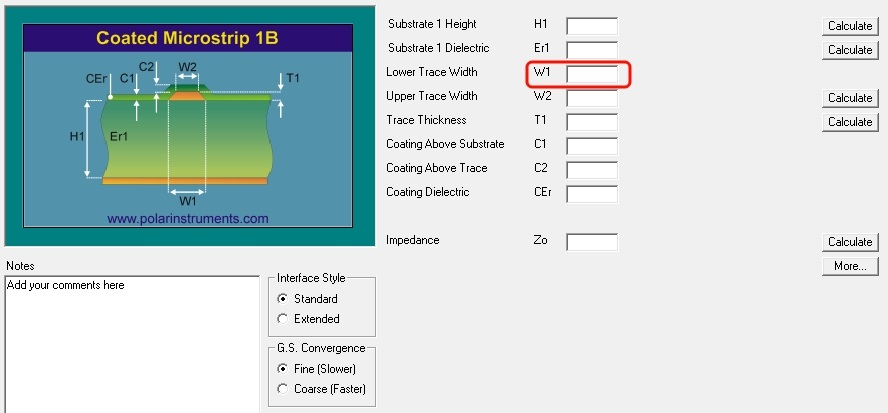 Coated Microstrip 1B
CEr C1 C2 W2 T1
H1 Er1
W1
www.polarinstruments.com
Substrate 1 Height H1 Calculate
Substrate 1 Dielectric Er1 Calculate
Lower Trace Width W1
Upper Trace Width W2 Calculate
Trace Thickness T1 Calculate
Coating Above Substrate C1
Coating Above Trace C2
Coating Dielectric CEr
Impedance Zo Calculate
More...
Notes
Add your comments here
Interface Style
Standard
Extended
G.S. Convergence
Fine (Slower)
Coarse (Faster)